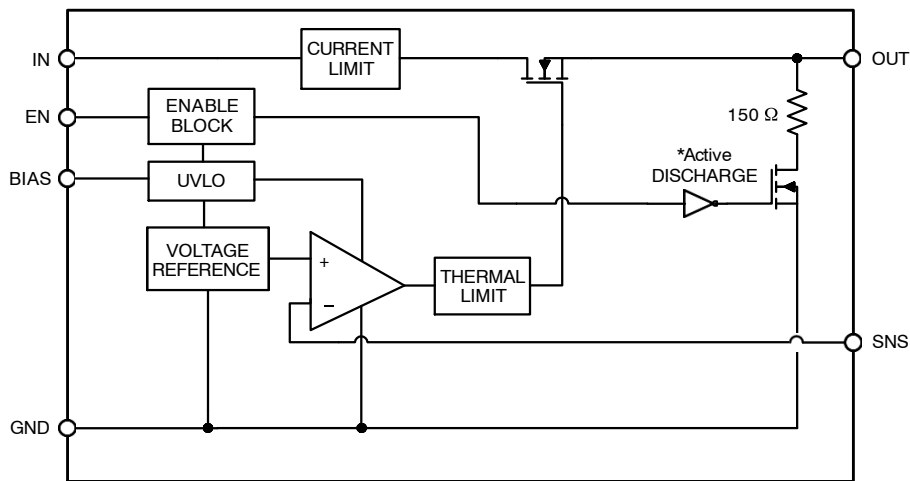 IN
CURRENT
LIMIT
OUT
EN
ENABLE
BLOCK
150 Ω
*Active
DISCHARGE
BIAS
UVLO
VOLTAGE
REFERENCE
+
−
THERMAL
LIMIT
SNS
GND